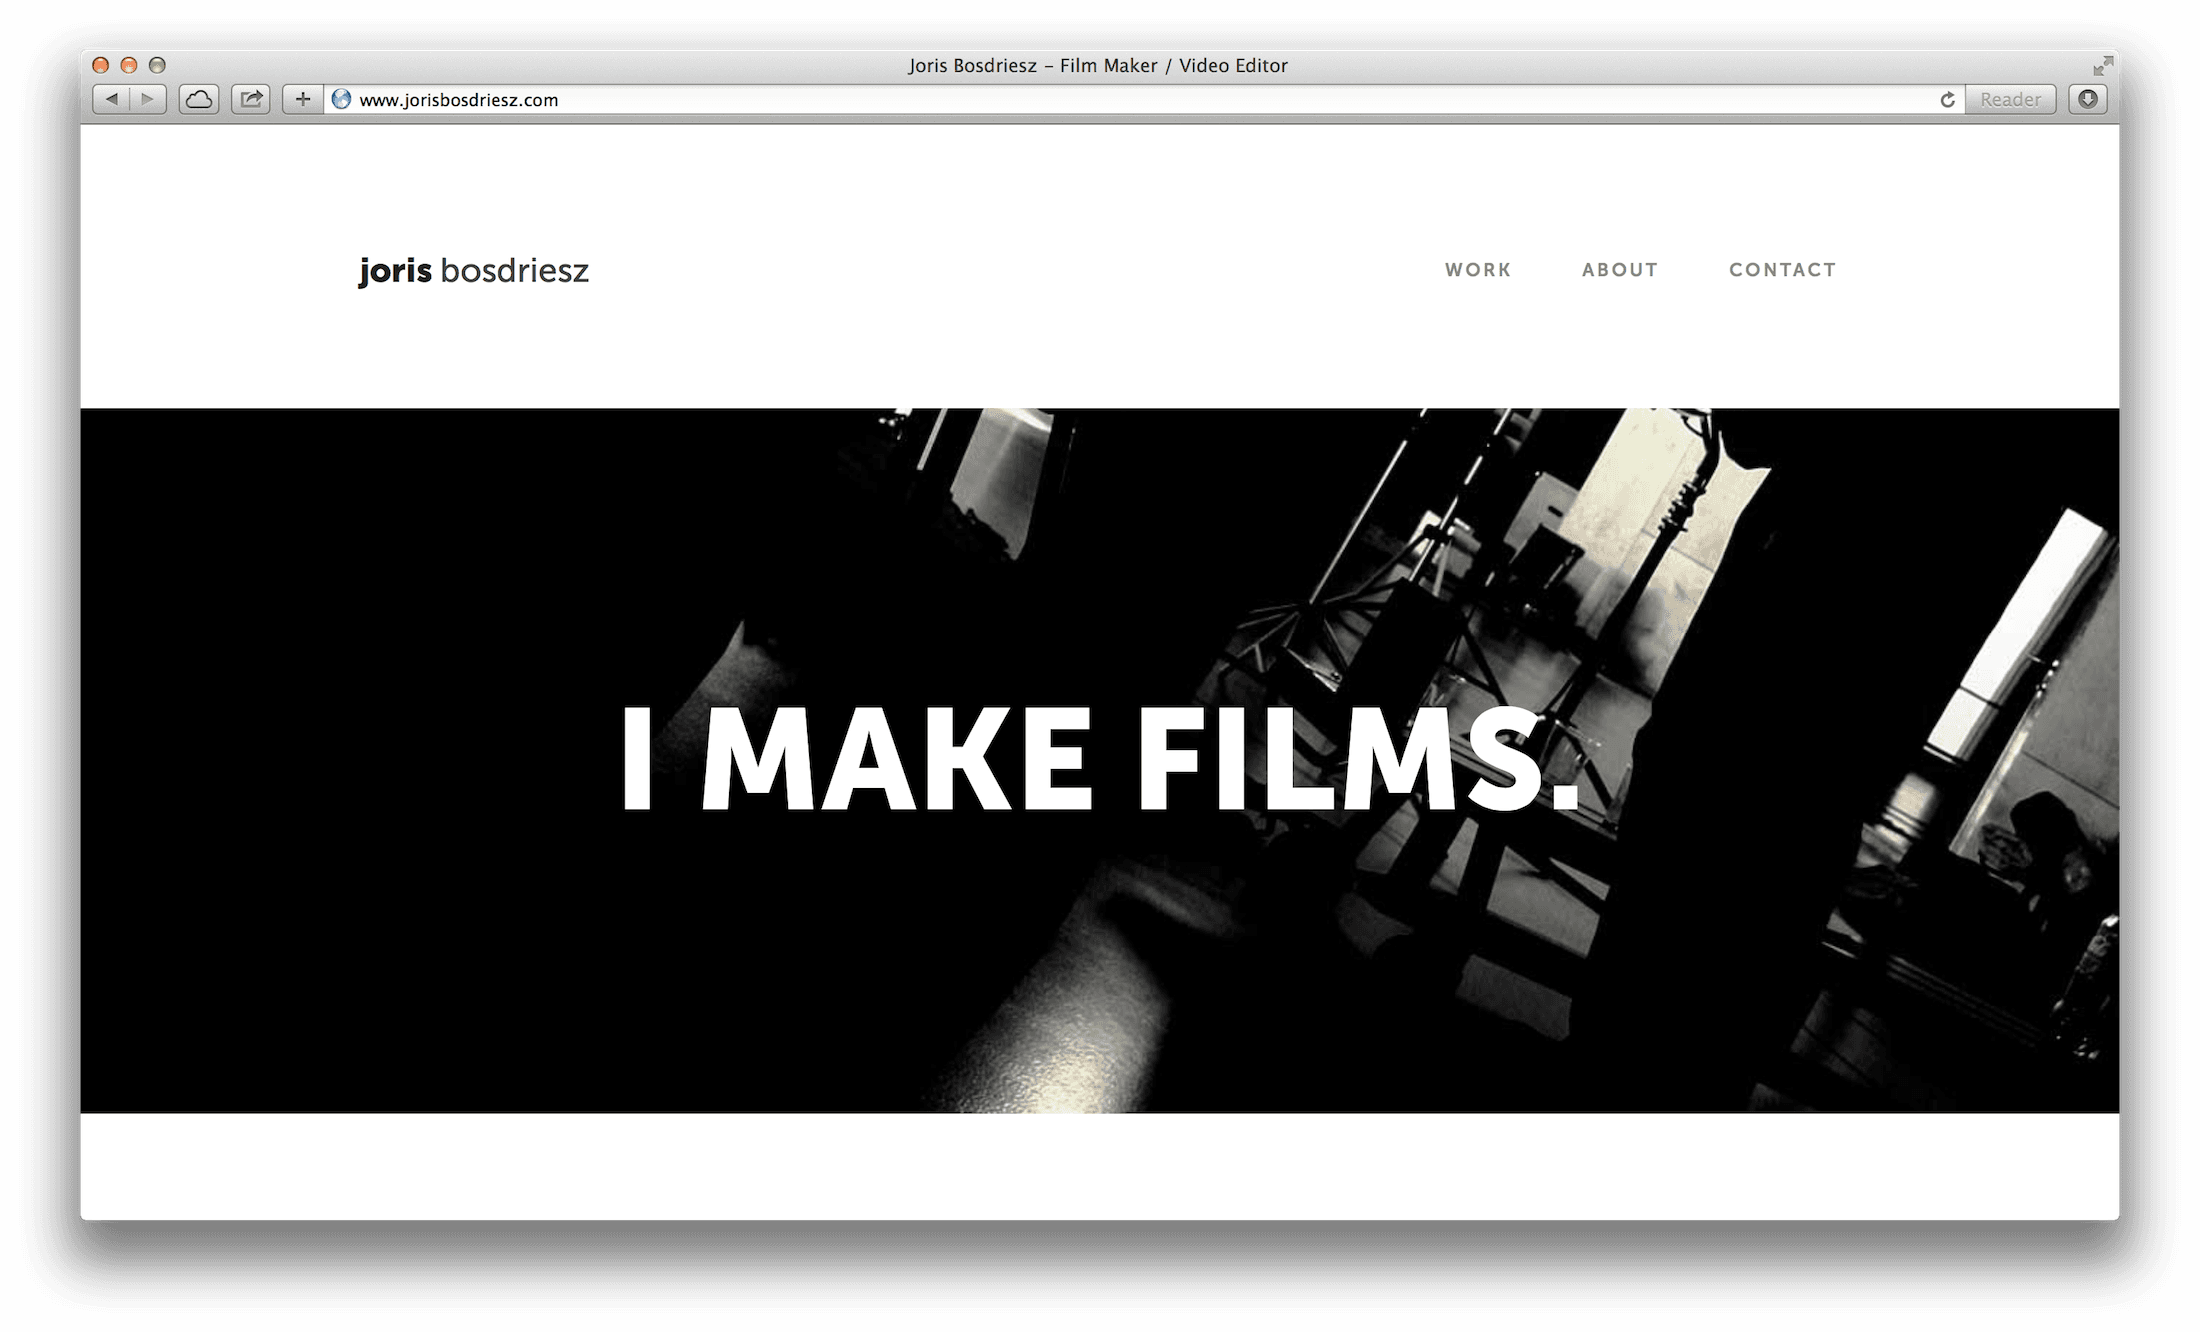 Joris Bosdriesz – Film Maker / Video Editor
www.jorisbosdriesz.com
Reader
joris bosdriesz
WORK ABOUT CONTACT
I MAKE FILMS.